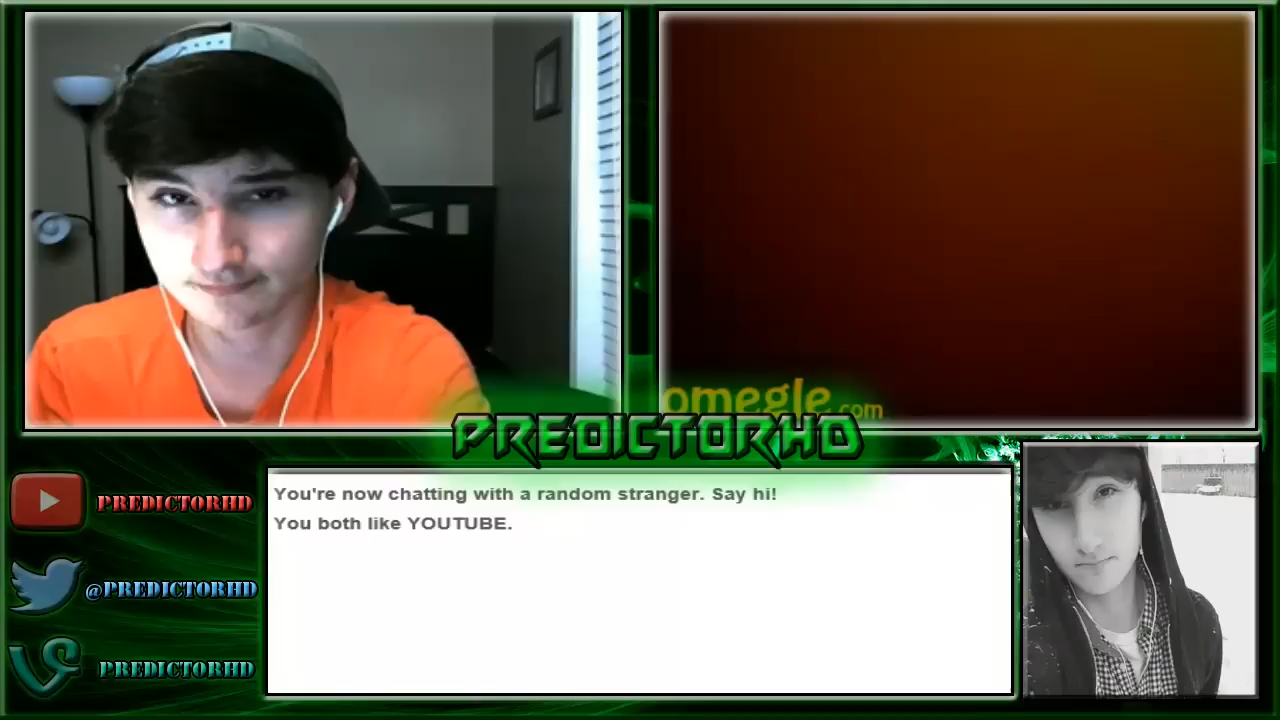 omegle.com
PREDICTORHD
PREDICTORHD
@PREDICTORHD
PREDICTORHD
You're now chatting with a random stranger. Say hi!
You both like YOUTUBE.